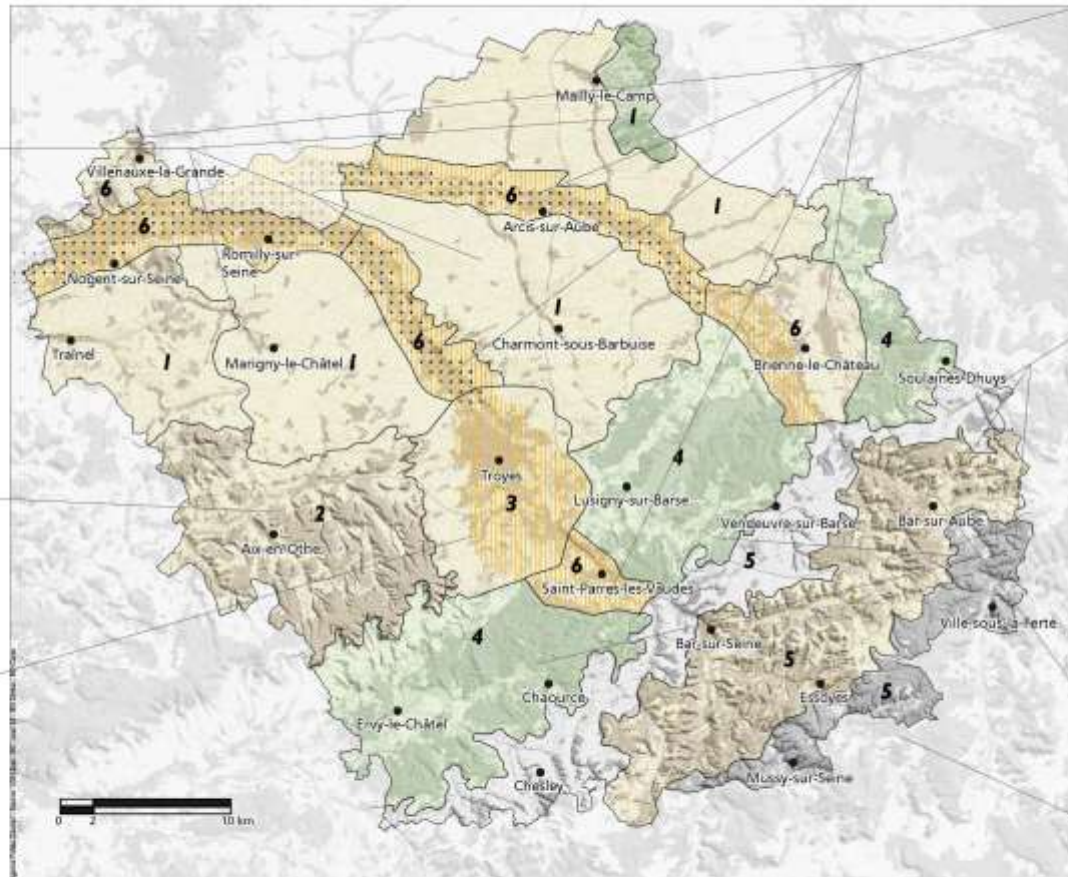 Mailly-le-Camp
1
Villenauxe-la-Grande
6
6
1
6
Arcis-sur-Aube
Romilly-sur-
Seine
Nogent-sur-Seine
1
6
4
Traînel
1
Marigny-le-Châtel
1
6
Charmont-sous-Barbuise
Brienne-le-Château
Soulaines-Dhuys
Troyes
4
3
Lusigny-sur-Barse
2
Aix-en-Othe
Vendeuvre-sur-Barse
Bar-sur-Aube
5
6
Saint-Parres-les-Vaudes
Ville-sous-la-Ferté
4
Bar-sur-Seine
5
Chaource
Essoyes
5
Ervy-le-Châtel
Chesley
Mussy-sur-Seine
0 2 10 km